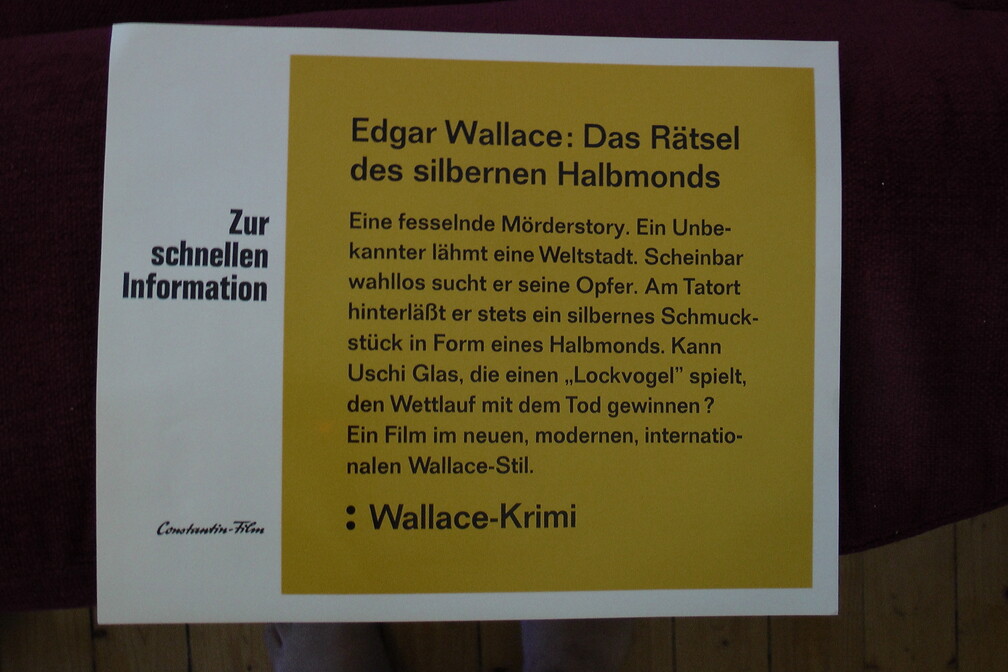 Zur
schnellen
Information
Constantin-Film
Edgar Wallace: Das Rätsel
des silbernen Halbmonds
Eine fesselnde Mörderstory. Ein Unbe-
kannter lähmt eine Weltstadt. Scheinbar
wahllos sucht er seine Opfer. Am Tatort
hinterläßt er stets ein silbernes Schmuck-
stück in Form eines Halbmonds. Kann
Uschi Glas, die einen „Lockvogel” spielt,
den Wettlauf mit dem Tod gewinnen?
Ein Film im neuen, modernen, internatio-
nalen Wallace-Stil.
: Wallace-Krimi